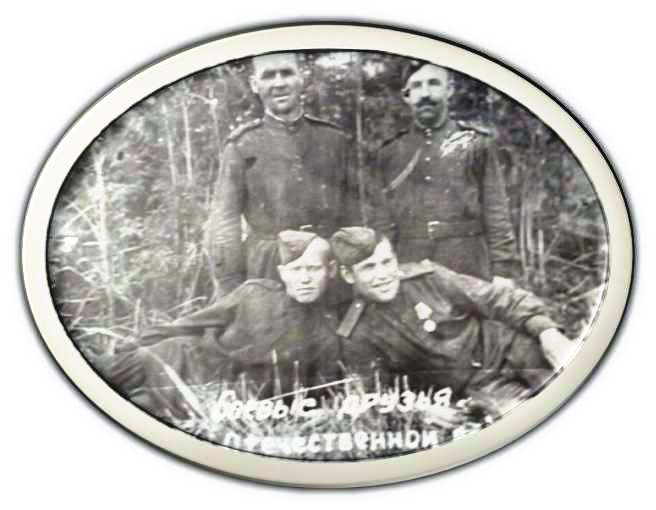 Боевые друзья
отечественной